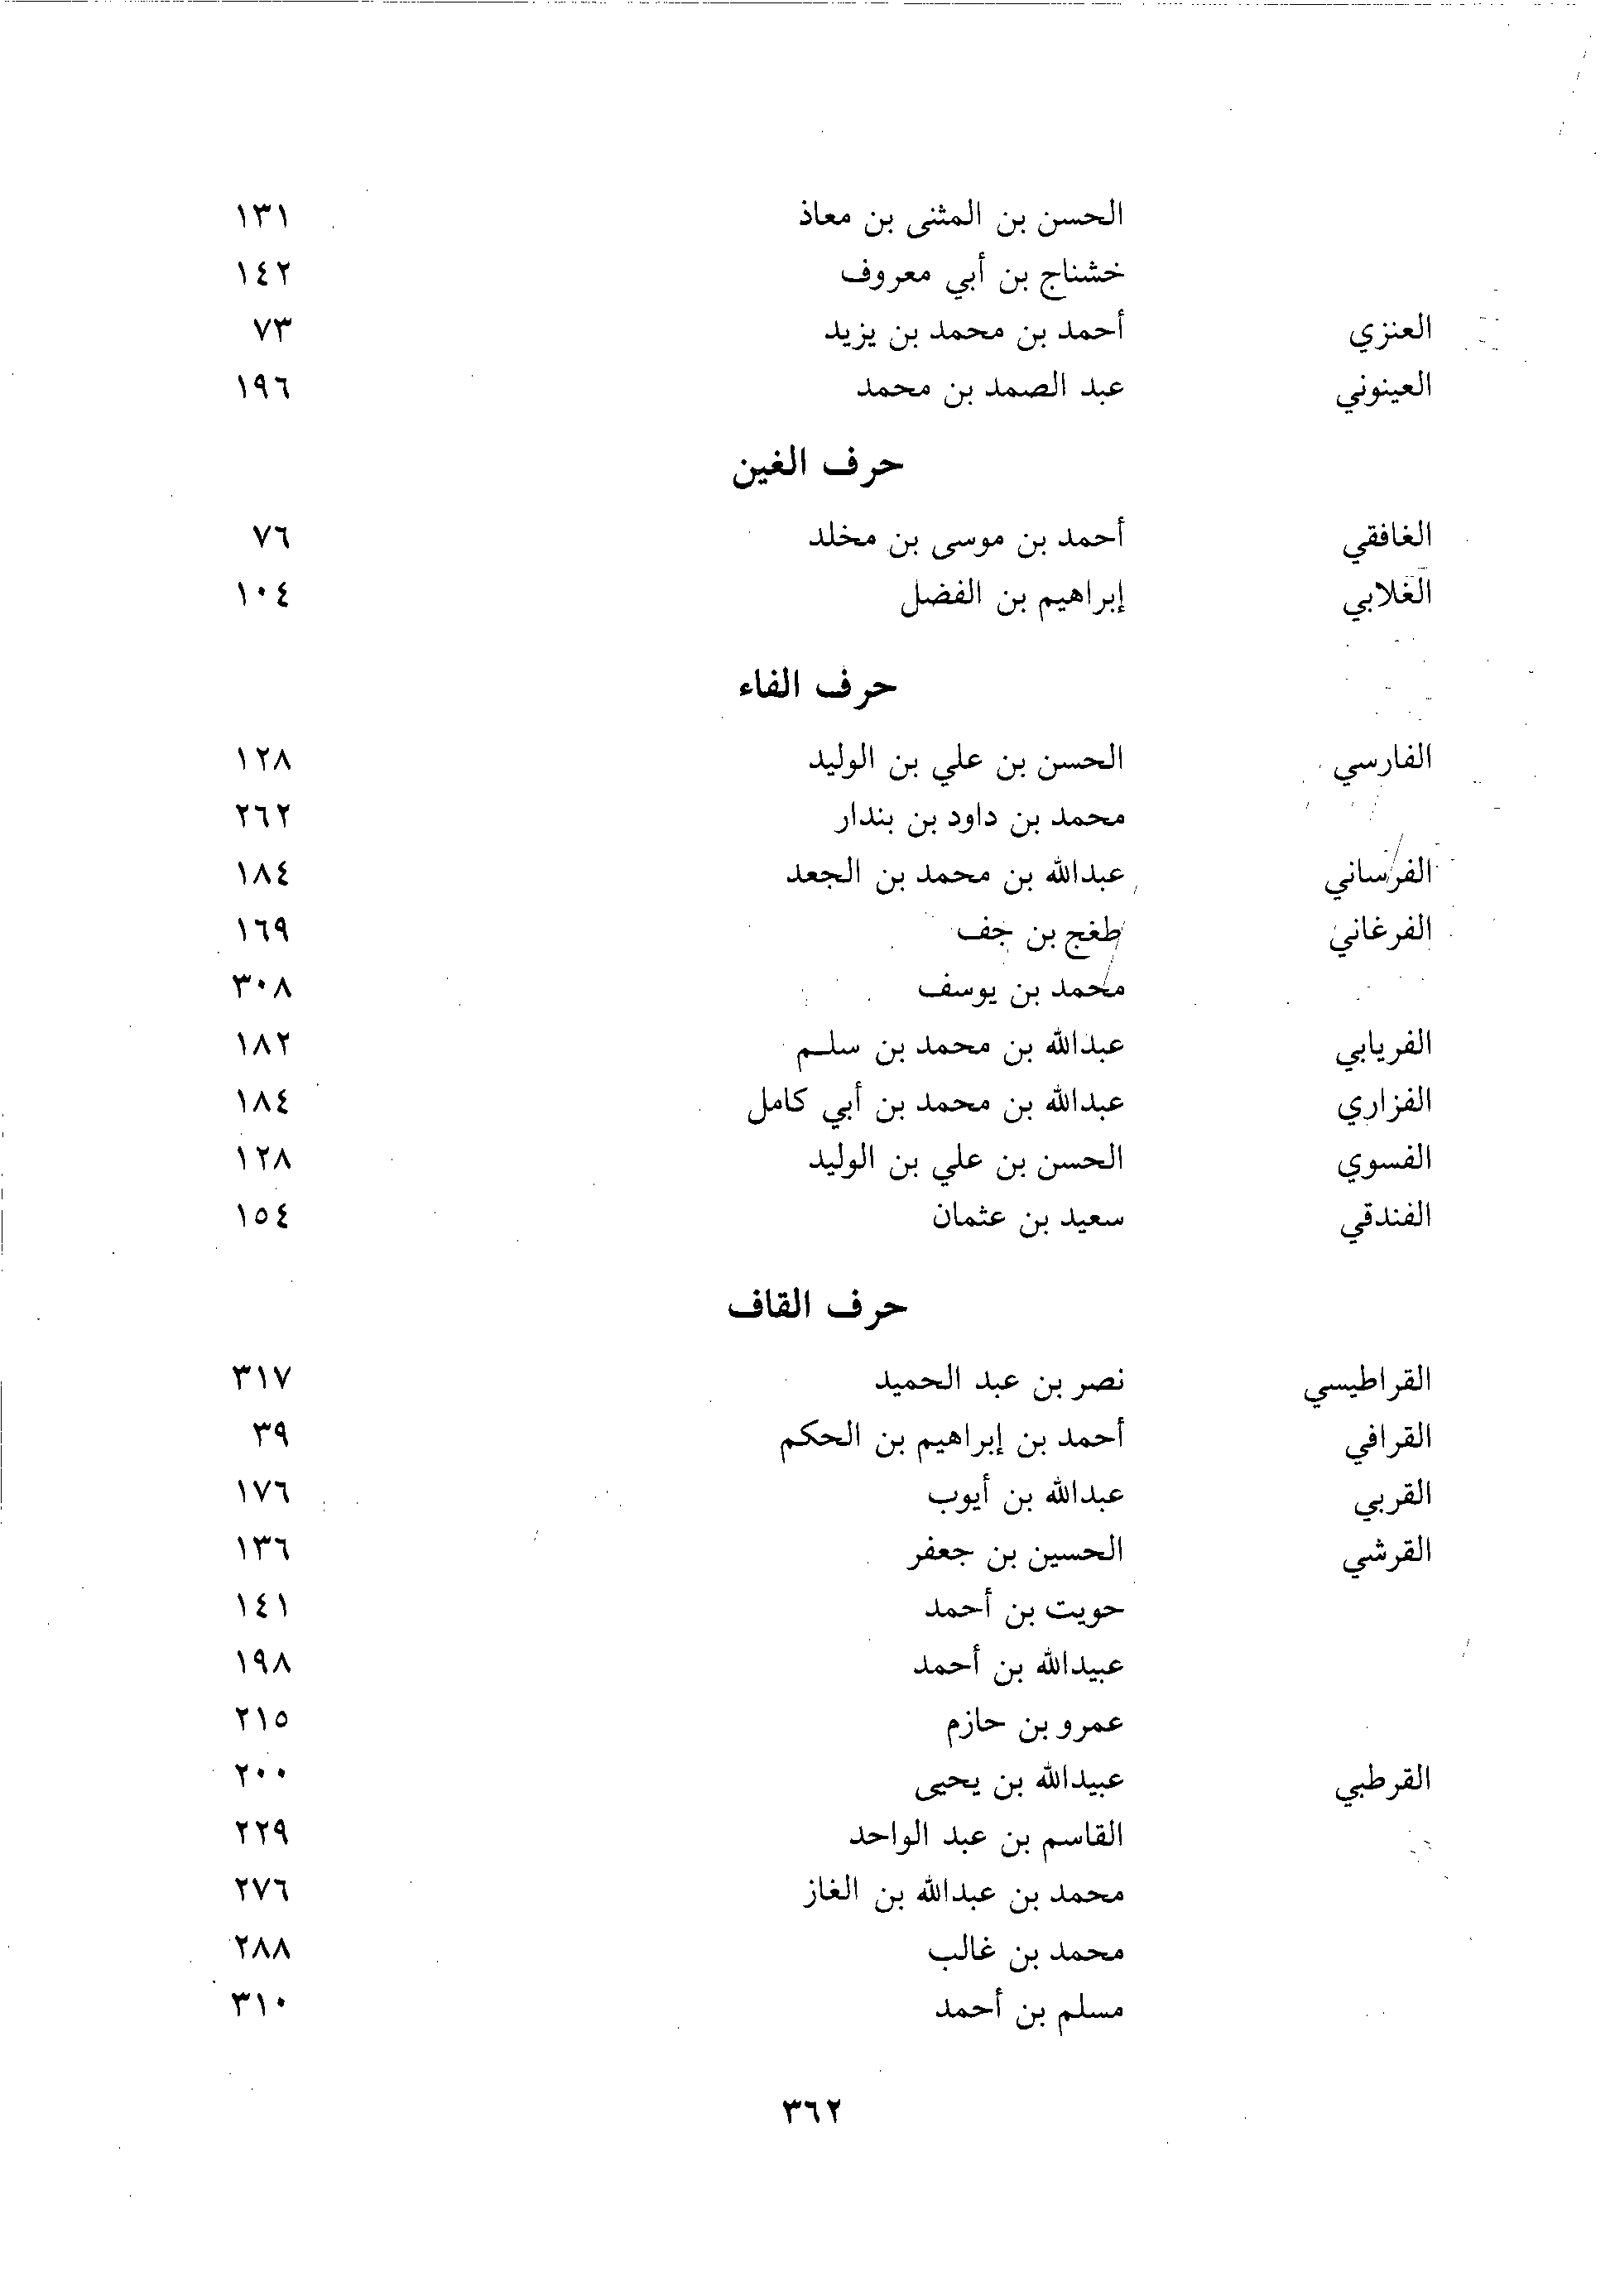 الحسن بن المثنى بن معاذ ١٣١
خشناج بن أبي معروف ١٤٢
العنزي أحمد بن محمد بن يزيد ٧٣
العينوني عبد الصمد بن محمد ١٩٦
حرف الغين
الغافقي أحمد بن موسى بن مخلد ٧٦
الغلابي إبراهيم بن الفضل ١٠٤
حرف الفاء
الفارسي الحسن بن علي بن الوليد ١٢٨
محمد بن داود بن بندار ٢٦٢
الفرساني عبدالله بن محمد بن الجعد ١٨٤
الفرغاني طغج بن جف ١٦٩
محمد بن يوسف ٣٠٨
الفريابي عبدالله بن محمد بن سلم ١٨٢
الفزاري عبدالله بن محمد بن أبي كامل ١٨٤
الفسوي الحسن بن علي بن الوليد ١٢٨
الفندقي سعيد بن عثمان ١٥٤
حرف القاف
القراطيسي نصر بن عبد الحميد ٣١٧
القرافي أحمد بن إبراهيم بن الحكم ٣٩
القربي عبدالله بن أيوب ١٧٦
القرشي الحسين بن جعفر ١٣٦
حويت بن أحمد ١٤١
عبيدالله بن أحمد ١٩٨
عمرو بن حازم ٢١٥
القرطبي عبيدالله بن يحيى ٢٠٠
القاسم بن عبد الواحد ٢٢٩
محمد بن عبدالله بن الغاز ٢٧٦
محمد بن غالب ٢٨٨
مسلم بن أحمد ٣١٠
٣٦٢